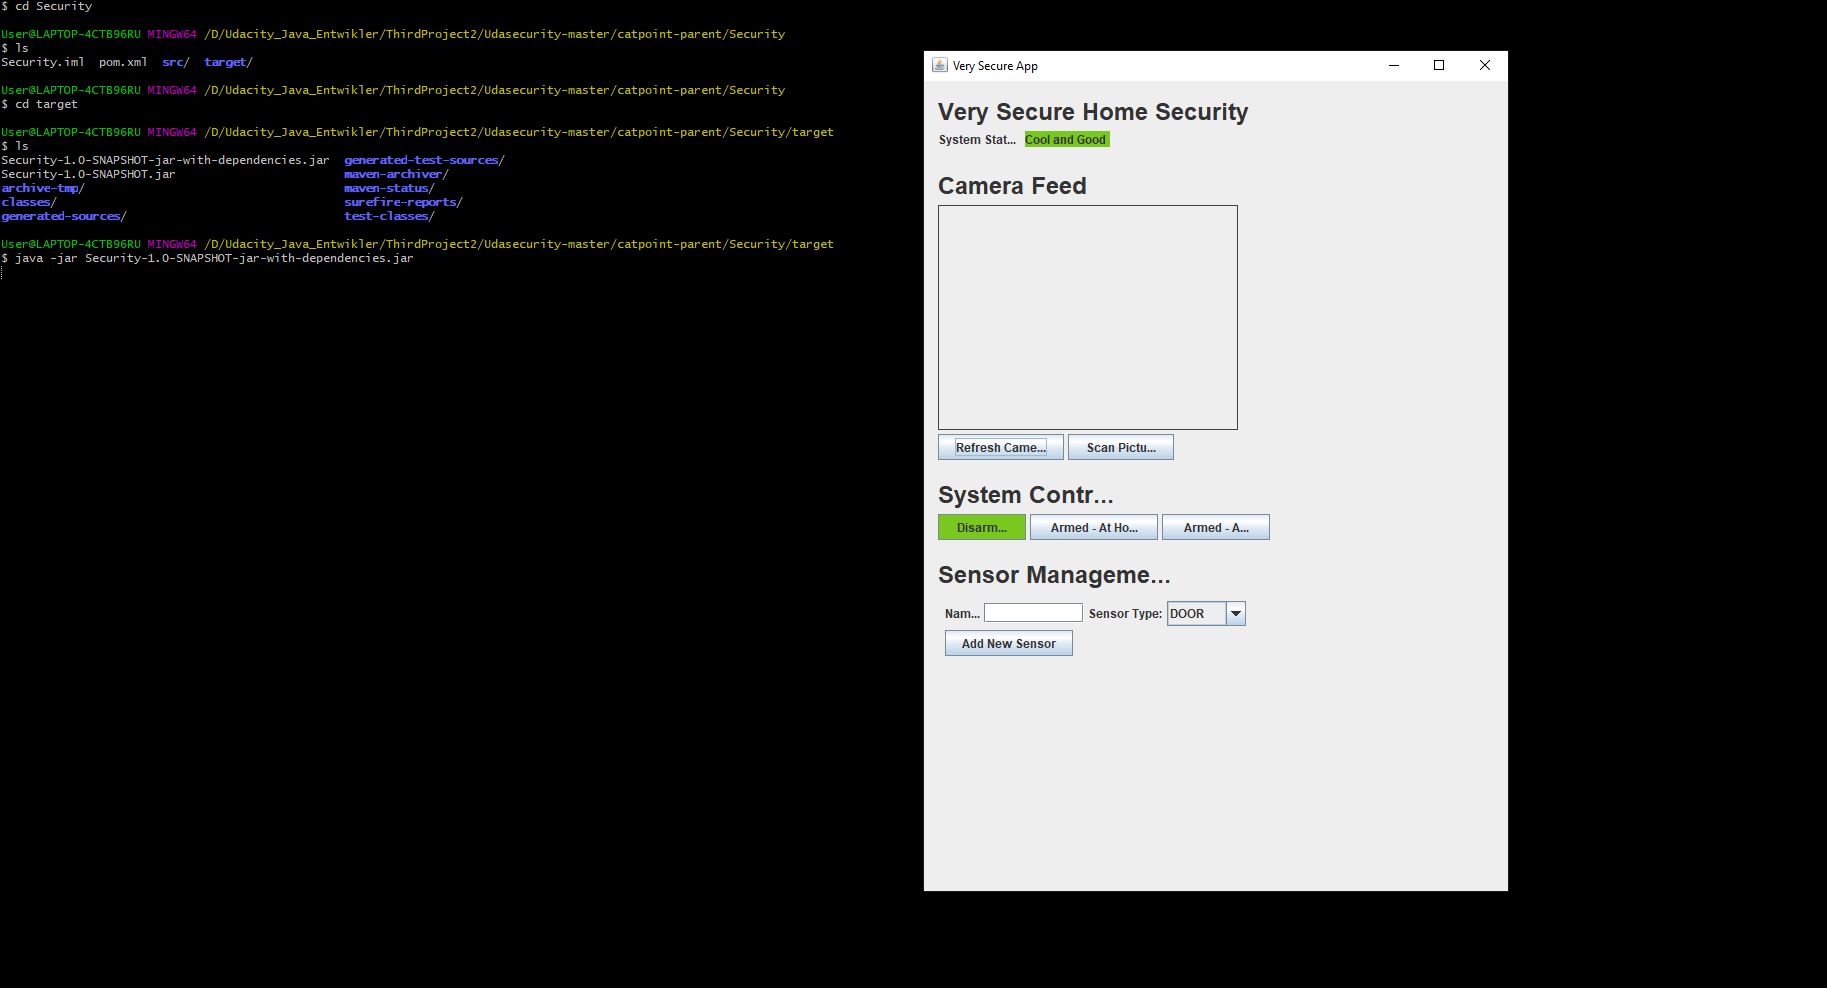 $ cd Security
User@LAPTOP-4CTB96RU MINGW64 /D/Udacity_Java_Entwikler/ThirdProject2/Udasecurity-master/catpoint-parent/Security
$ ls
Security.iml  pom.xml  src/  target/
User@LAPTOP-4CTB96RU MINGW64 /D/Udacity_Java_Entwikler/ThirdProject2/Udasecurity-master/catpoint-parent/Security
$ cd target
User@LAPTOP-4CTB96RU MINGW64 /D/Udacity_Java_Entwikler/ThirdProject2/Udasecurity-master/catpoint-parent/Security/target
$ ls
Security-1.0-SNAPSHOT-jar-with-dependencies.jar  generated-test-sources/
Security-1.0-SNAPSHOT.jar  maven-archiver/
archive-tmp/  maven-status/
classes/  surefire-reports/
generated-sources/  test-classes/
User@LAPTOP-4CTB96RU MINGW64 /D/Udacity_Java_Entwikler/ThirdProject2/Udasecurity-master/catpoint-parent/Security/target
$ java -jar Security-1.0-SNAPSHOT-jar-with-dependencies.jar
Very Secure App
Very Secure Home Security
System Stat... Cool and Good
Camera Feed
Refresh Came... Scan Pictu...
System Contr...
Disarm... Armed - At Ho... Armed - A...
Sensor Manageme...
Nam... Sensor Type: DOOR
Add New Sensor